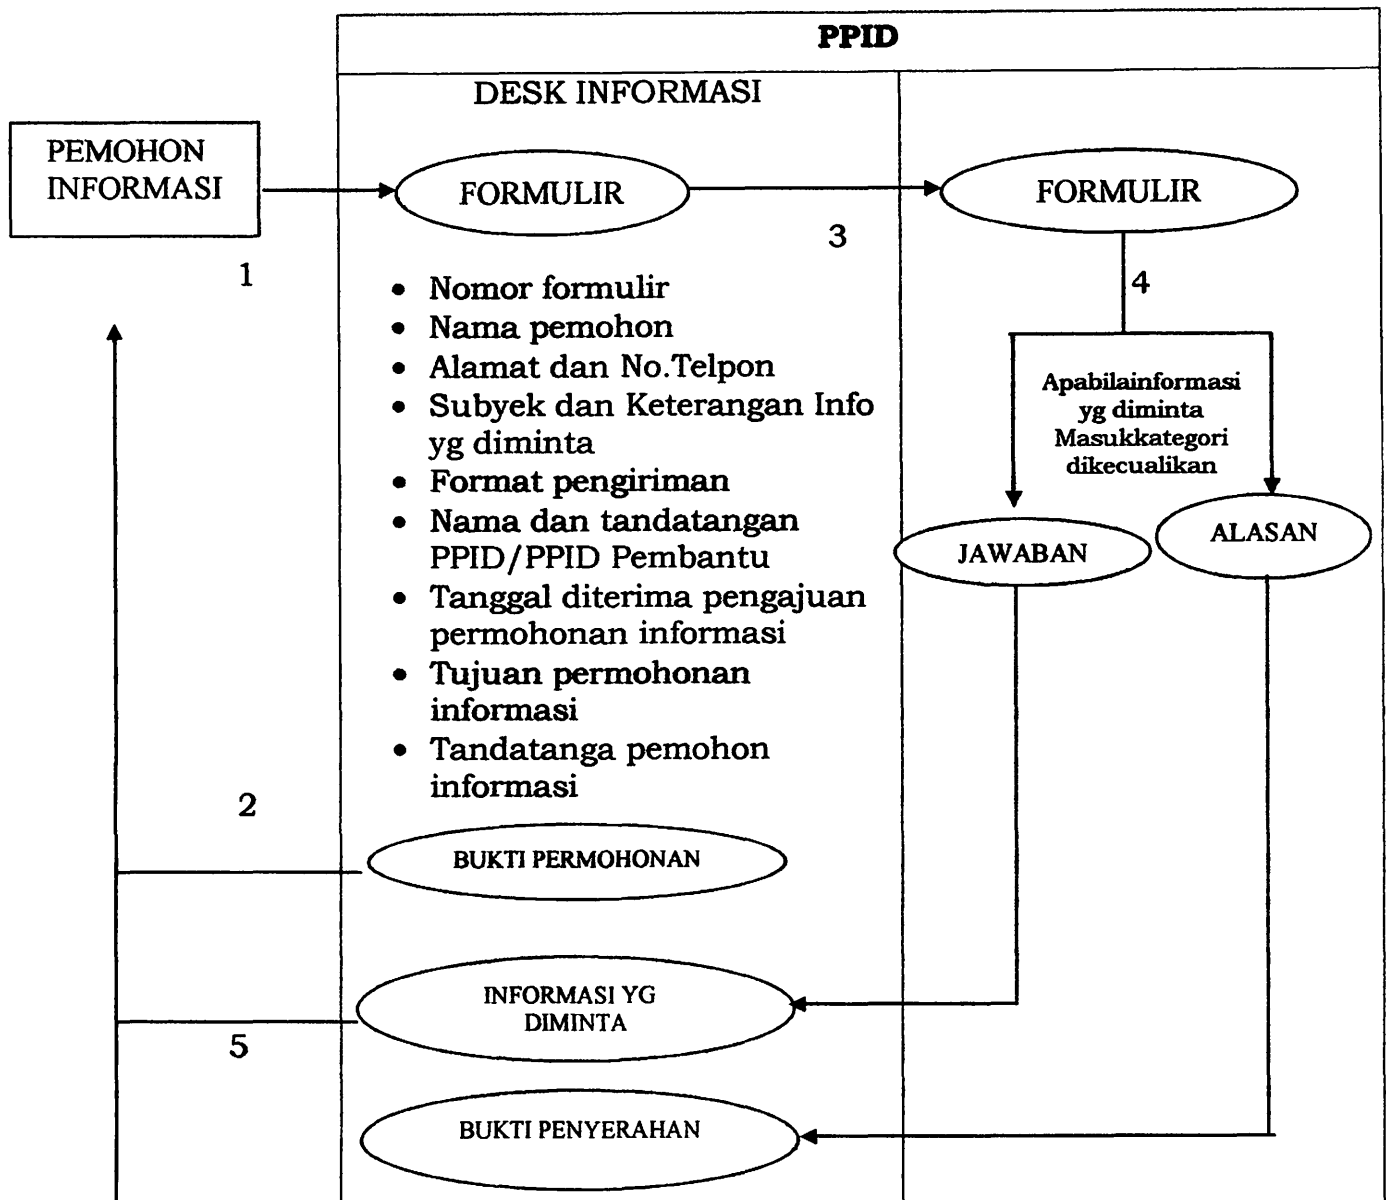 PPID
DESK INFORMASI
PEMOHON
INFORMASI
FORMULIR
FORMULIR
1
3
4
• Nomor formulir
• Nama pemohon
• Alamat dan No.Telpon
• Subyek dan Keterangan Info
yg diminta
• Format pengiriman
• Nama dan tandatangan
PPID/PPID Pembantu
• Tanggal diterima pengajuan
permohonan informasi
• Tujuan permohonan
informasi
• Tandatanga pemohon
informasi
Apabilainformasi
yg diminta
Masukkategori
dikecualikan
JAWABAN
ALASAN
2
BUKTI PERMOHONAN
INFORMASI YG
DIMINTA
5
BUKTI PENYERAHAN